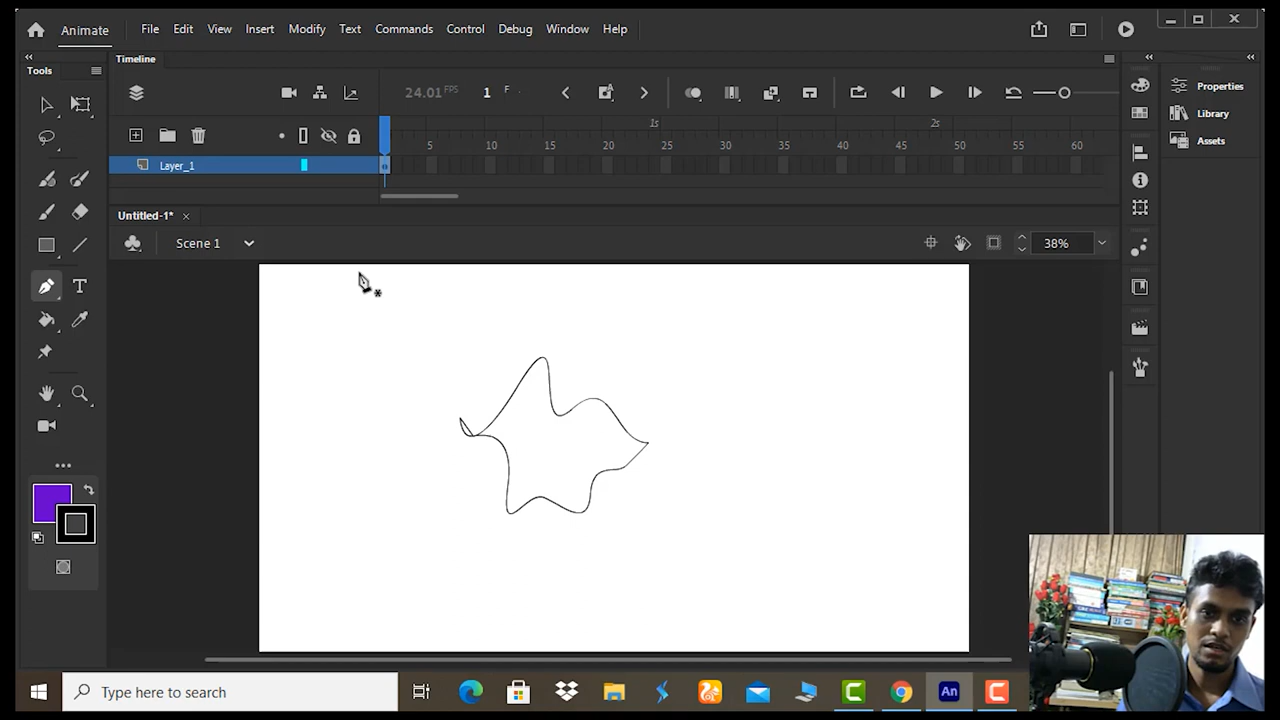 Animate File Edit View Insert Modify Text Commands Control Debug Window Help
Tools
Timeline
24.01 FPS 1 F
Properties
Library
Assets
1s 2s
5 10 15 20 25 30 35 40 45 50 55 60
Layer_1
Untitled-1*
Scene 1
38%
T
Type here to search
An